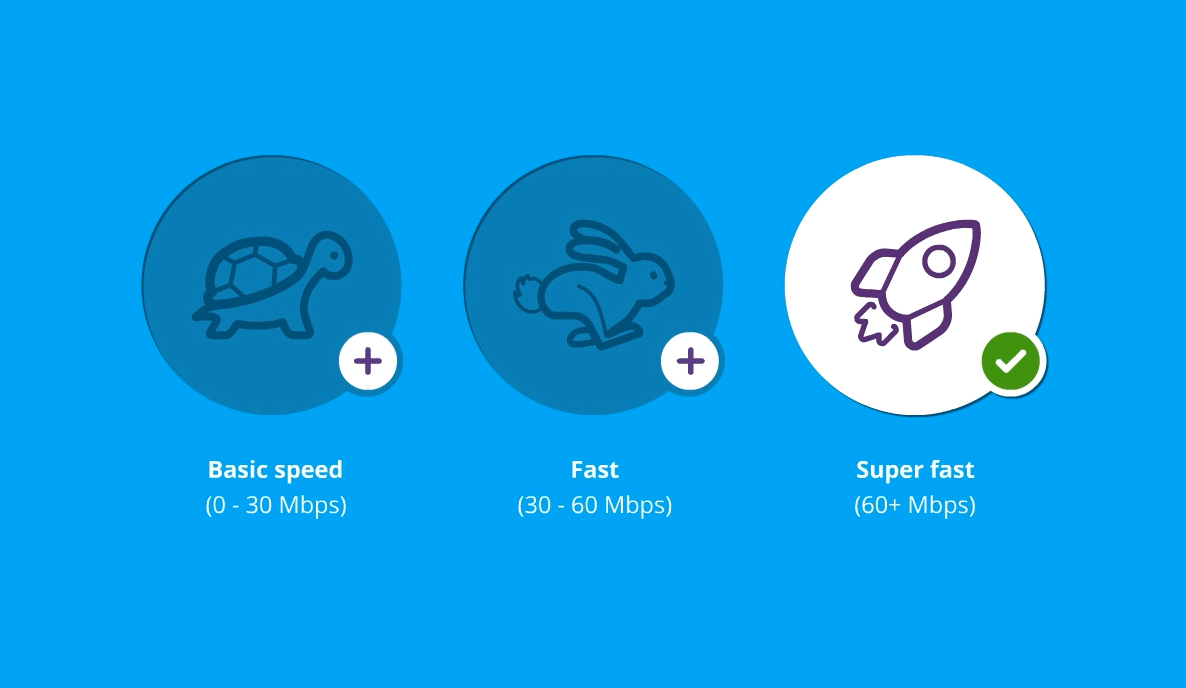 Basic speed
(0 - 30 Mbps)
Fast
(30 - 60 Mbps)
Super fast
(60+ Mbps)